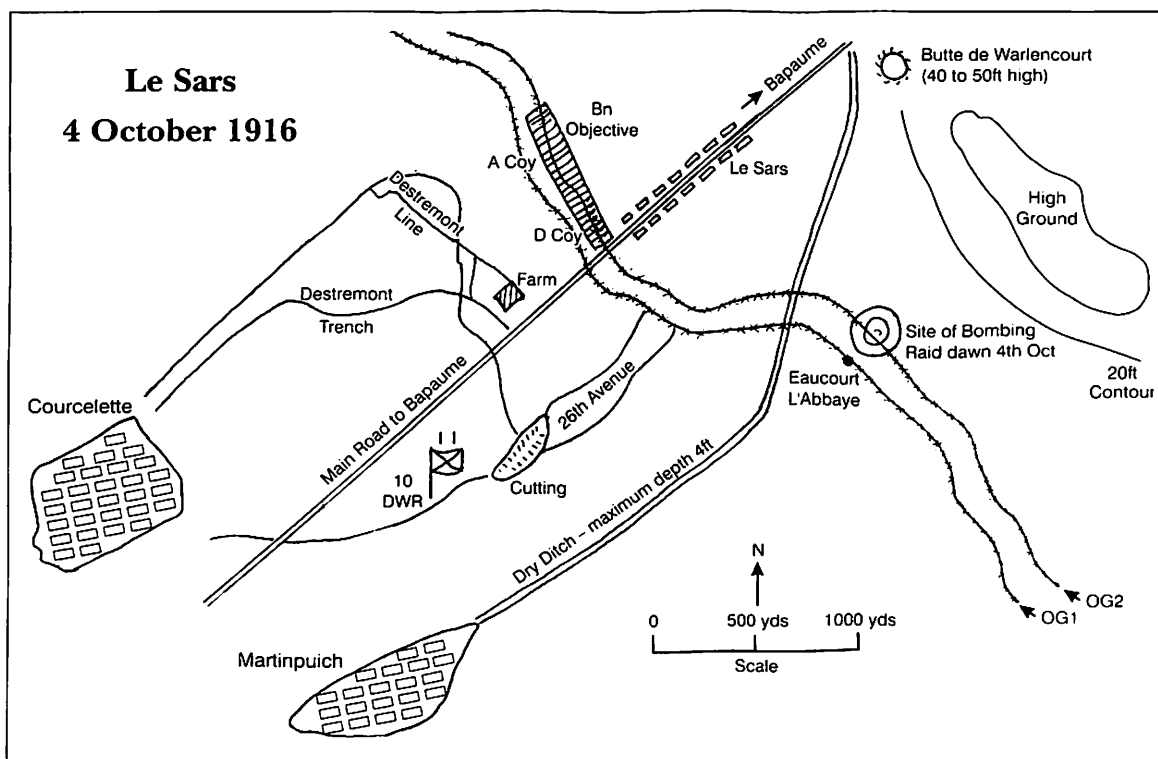 Le Sars
4 October 1916
Butte de Warlencourt
(40 to 50ft high)
Bapaume
Bn
Objective
A Coy
Le Sars
D Coy
High
Ground
Destremont
Line
Farm
Destremont
Trench
Site of Bombing
Raid dawn 4th Oct
20ft
Contour
Eaucourt
L'Abbaye
Courcelette
Main Road to Bapaume
26th Avenue
10
DWR
Cutting
Dry Ditch – maximum depth 4ft
N
0 500 yds 1000 yds
Scale
OG2
OG1
Martinpuich